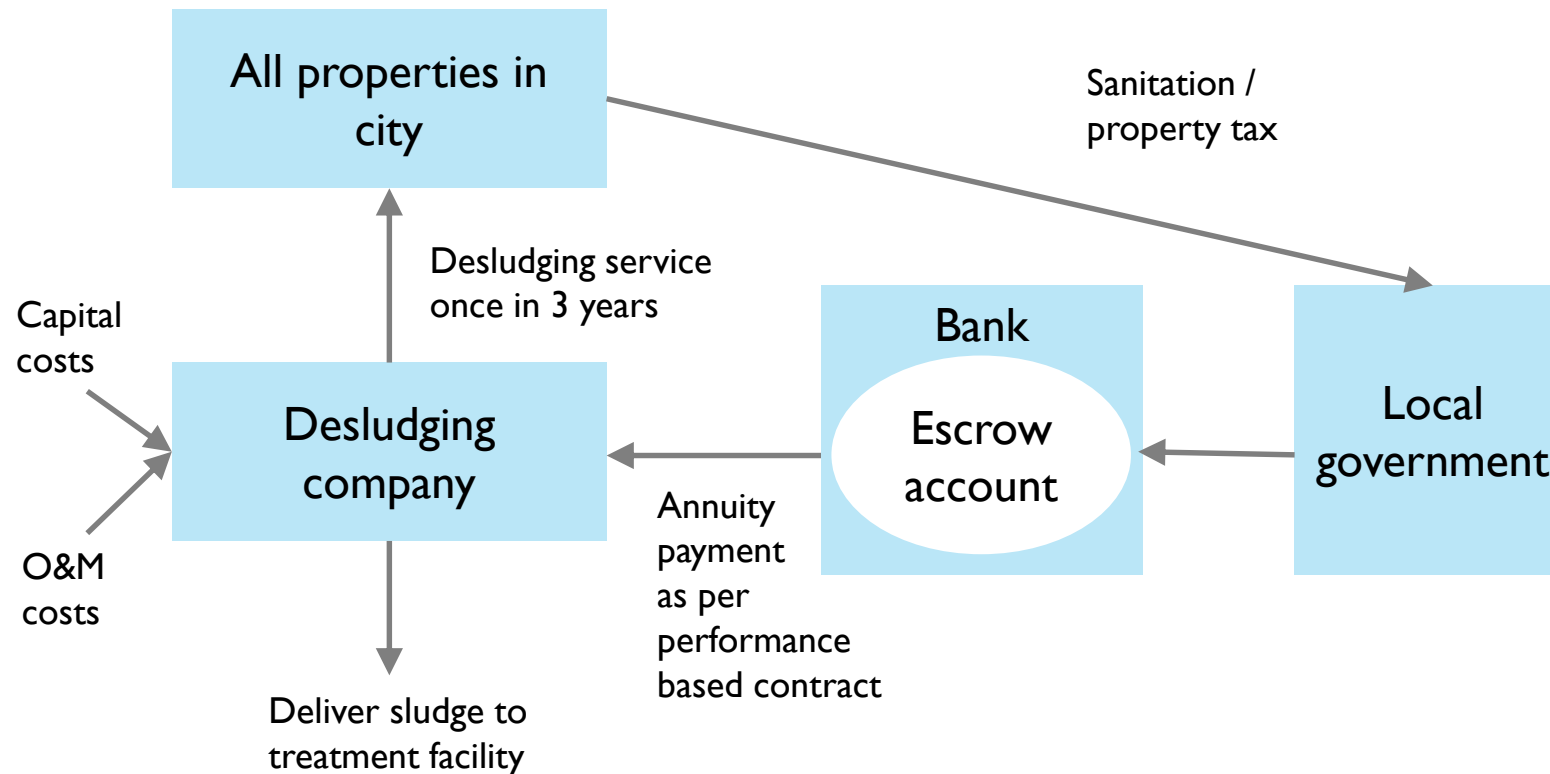 All properties in
city
Sanitation /
property tax
Desludging service
once in 3 years
Capital
costs
Bank
Desludging
company
Escrow
account
Local
government
O&M
costs
Annuity
payment
as per
performance
based contract
Deliver sludge to
treatment facility